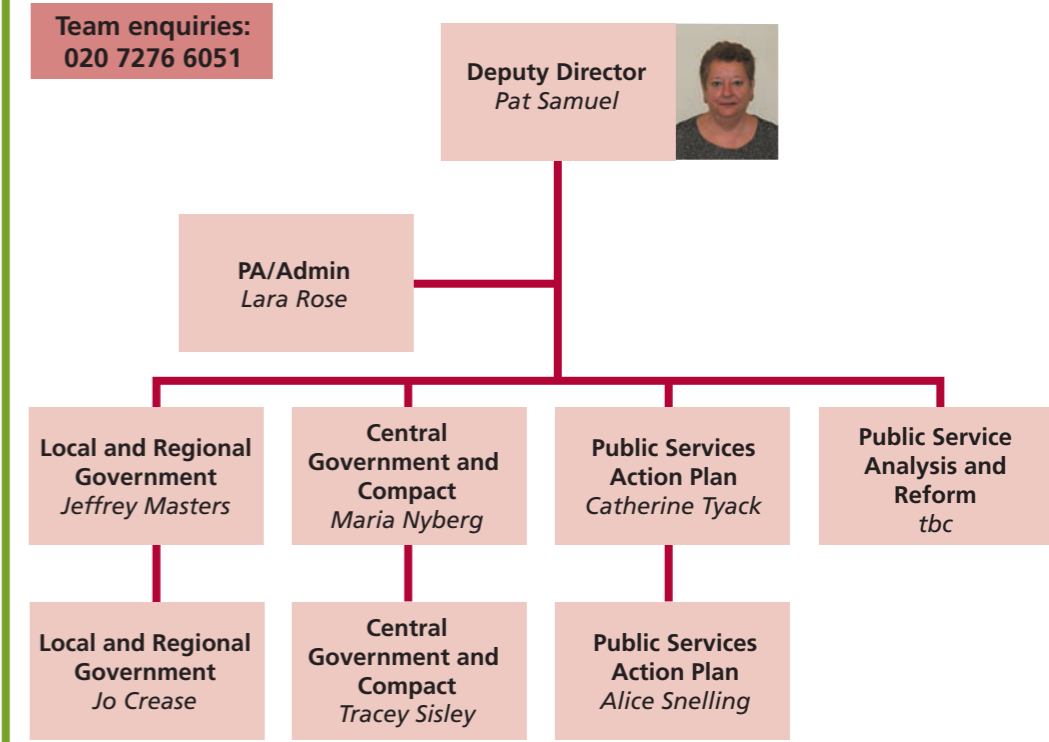 Team enquiries:
020 7276 6051
Deputy Director
Pat Samuel
PA/Admin
Lara Rose
Local and Regional
Government
Jeffrey Masters
Central
Government and
Compact
Maria Nyberg
Public Services
Action Plan
Catherine Tyack
Public Service
Analysis and
Reform
tbc
Local and Regional
Government
Jo Crease
Central
Government and
Compact
Tracey Sisley
Public Services
Action Plan
Alice Snelling